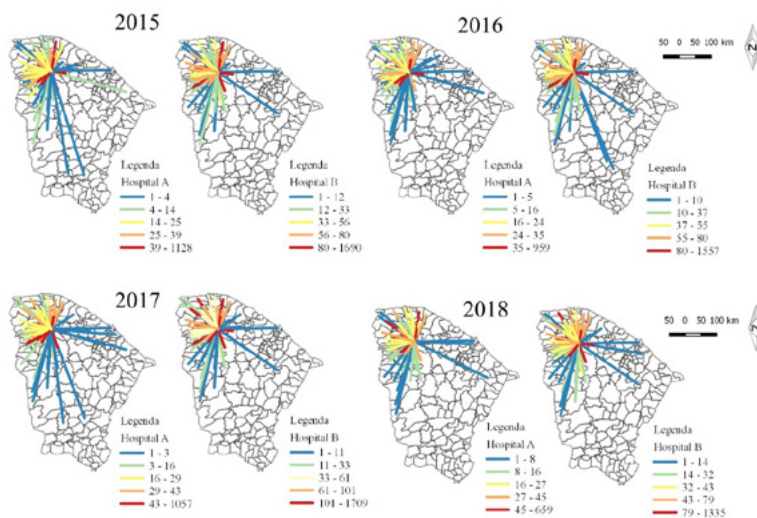 2015
2016
50 0 50 100 km
N
Legenda
Hospital A
1 - 4
4 - 14
14 - 25
25 - 39
39 - 1128
Legenda
Hospital B
1 - 12
12 - 33
33 - 56
56 - 80
80 - 1690
Legenda
Hospital A
1 - 5
5 - 16
16 - 24
24 - 35
35 - 959
Legenda
Hospital B
1 - 10
10 - 37
37 - 55
55 - 80
80 - 1557
2017
2018
50 0 50 100 km
N
Legenda
Hospital A
1 - 3
3 - 16
16 - 29
29 - 43
43 - 1057
Legenda
Hospital B
1 - 11
11 - 33
33 - 61
61 - 101
101 - 1709
Legenda
Hospital A
1 - 8
8 - 16
16 - 27
27 - 45
45 - 659
Legenda
Hospital B
1 - 14
14 - 32
32 - 43
43 - 79
79 - 1335